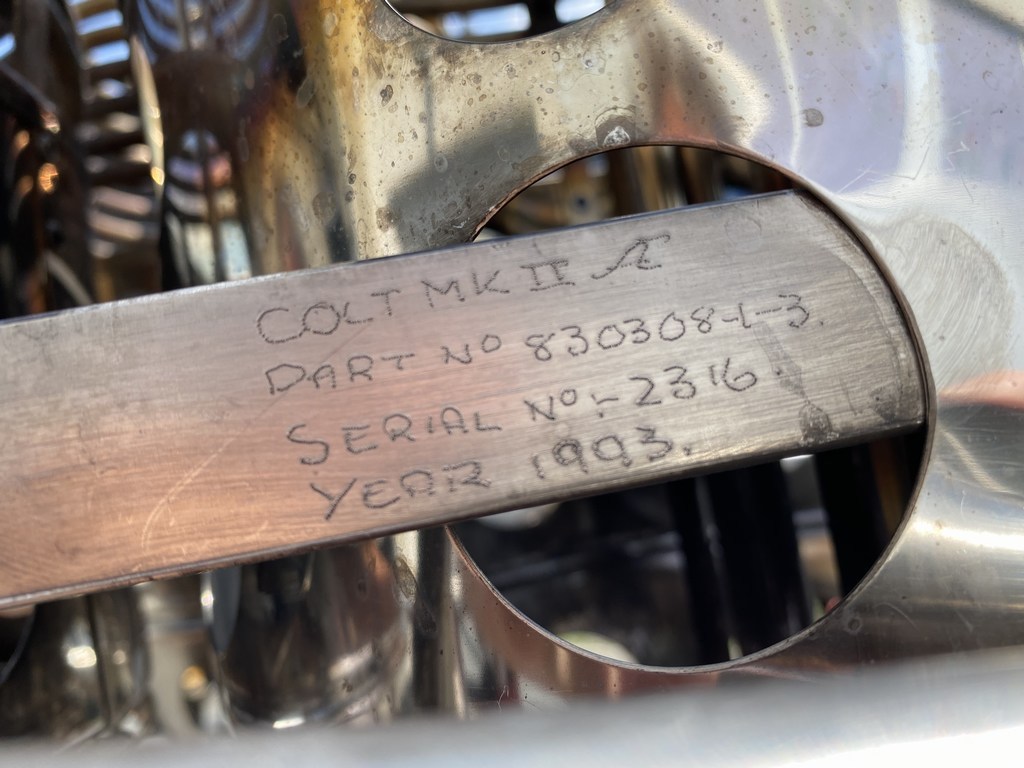 COLT MK II Æ
PART Nº 830308-1-3.
SERIAL Nº:- 2316.
YEAR 1993.